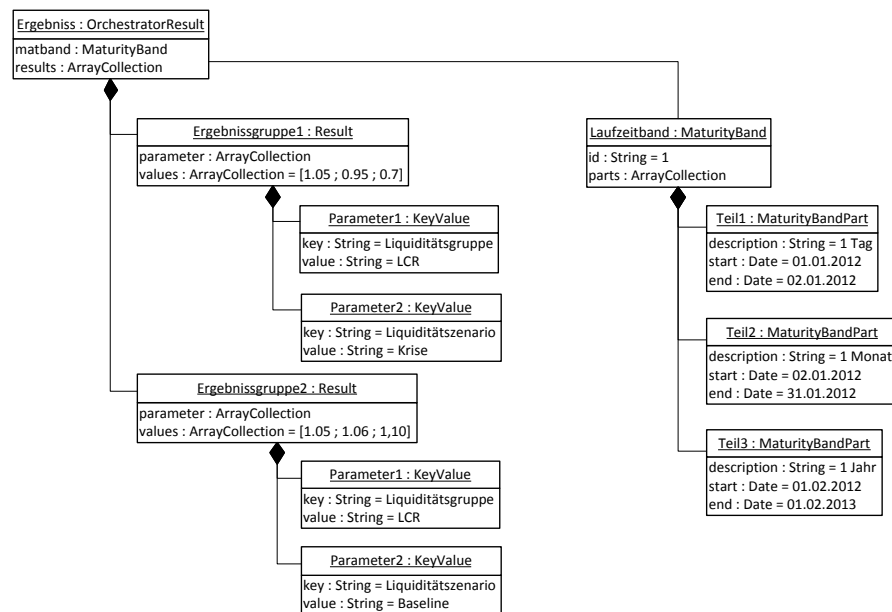 Ergebniss : OrchestratorResult
matband : MaturityBand
results : ArrayCollection
Ergebnissgruppe1 : Result
parameter : ArrayCollection
values : ArrayCollection = [1.05 ; 0.95 ; 0.7]
Parameter1 : KeyValue
key : String = Liquiditätsgruppe
value : String = LCR
Parameter2 : KeyValue
key : String = Liquiditätszenario
value : String = Krise
Ergebnissgruppe2 : Result
parameter : ArrayCollection
values : ArrayCollection = [1.05 ; 1.06 ; 1,10]
Parameter1 : KeyValue
key : String = Liquiditätsgruppe
value : String = LCR
Parameter2 : KeyValue
key : String = Liquiditätszenario
value : String = Baseline
Laufzeitband : MaturityBand
id : String = 1
parts : ArrayCollection
Teil1 : MaturityBandPart
description : String = 1 Tag
start : Date = 01.01.2012
end : Date = 02.01.2012
Teil2 : MaturityBandPart
description : String = 1 Monat
start : Date = 02.01.2012
end : Date = 31.01.2012
Teil3 : MaturityBandPart
description : String = 1 Jahr
start : Date = 01.02.2012
end : Date = 01.02.2013